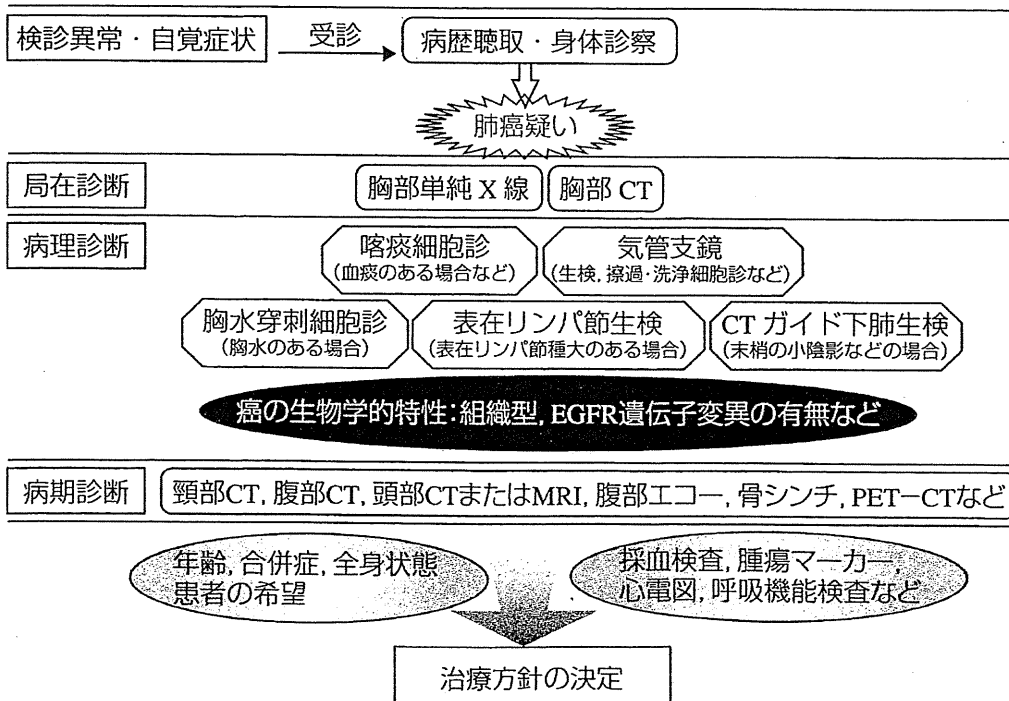 検診異常・自覚症状
受診
病歴聴取・身体診察
肺癌疑い
局在診断
胸部単純X線
胸部 CT
病理診断
喀痰細胞診
(血痰のある場合など)
気管支鏡
(生検, 擦過・洗浄細胞診など)
胸水穿刺細胞診
(胸水のある場合)
表在リンパ節生検
(表在リンパ節種大のある場合)
CT ガイド下肺生検
(末梢の小陰影などの場合)
癌の生物学的特性:組織型, EGFR遺伝子変異の有無など
病期診断
頸部CT, 腹部CT, 頭部CTまたはMRI, 腹部エコー, 骨シンチ, PET-CTなど
年齢, 合併症, 全身状態
患者の希望
採血検査, 腫瘍マーカー,
心電図, 呼吸機能検査など
治療方針の決定